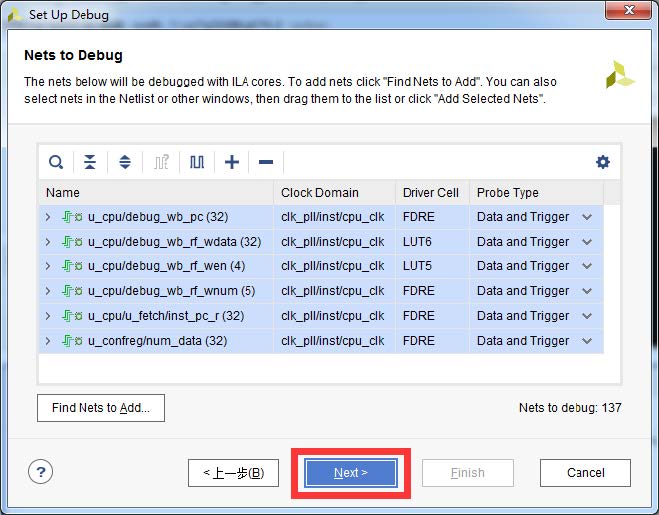 Set Up Debug
Nets to Debug
The nets below will be debugged with ILA cores. To add nets click "Find Nets to Add". You can also
select nets in the Netlist or other windows, then drag them to the list or click "Add Selected Nets".
Name Clock Domain Driver Cell Probe Type
u_cpu/debug_wb_pc (32) clk_pll/inst/cpu_clk FDRE Data and Trigger
u_cpu/debug_wb_rf_wdata (32) clk_pll/inst/cpu_clk LUT6 Data and Trigger
u_cpu/debug_wb_rf_wen (4) clk_pll/inst/cpu_clk LUT5 Data and Trigger
u_cpu/debug_wb_rf_wnum (5) clk_pll/inst/cpu_clk FDRE Data and Trigger
u_cpu/u_fetch/inst_pc_r (32) clk_pll/inst/cpu_clk FDRE Data and Trigger
u_confreg/num_data (32) clk_pll/inst/cpu_clk FDRE Data and Trigger
Find Nets to Add... Nets to debug: 137
? < 上一步(B) Next > Finish Cancel